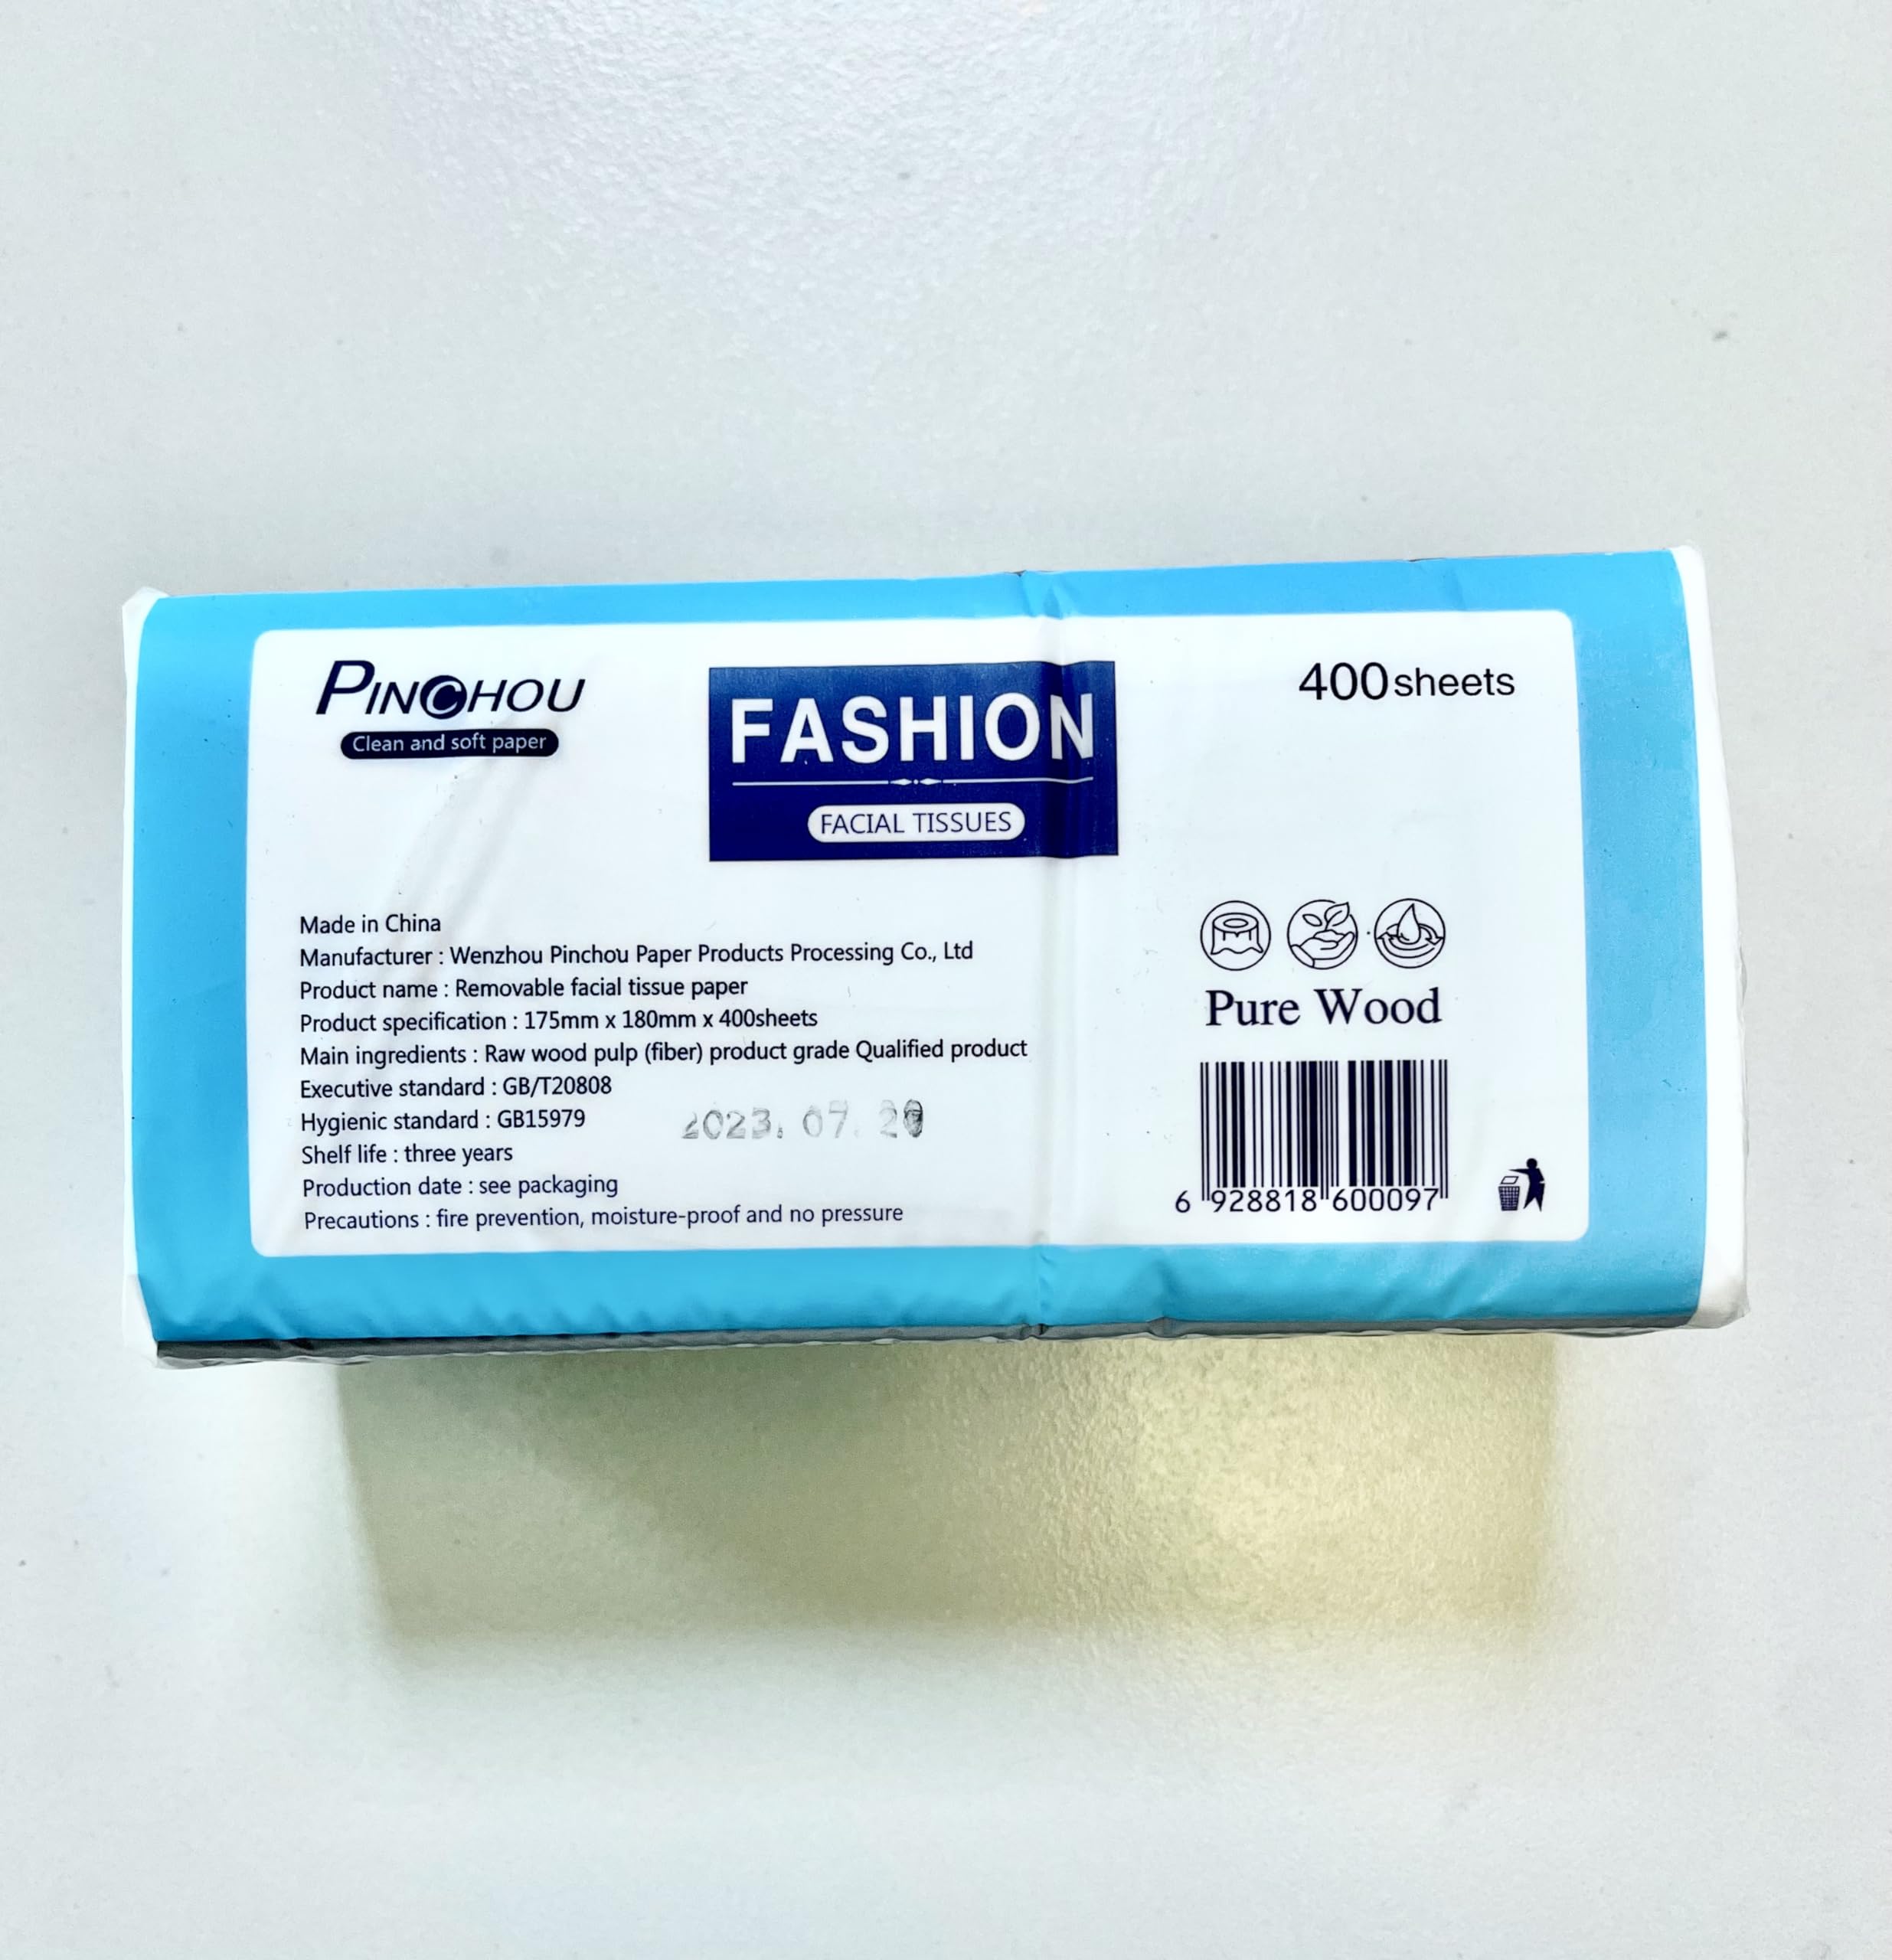 PINCHOU
Clean and soft paper
FASHION
FACIAL TISSUES
400sheets
Made in China
Manufacturer : Wenzhou Pinchou Paper Products Processing Co., Ltd
Product name : Removable facial tissue paper
Product specification : 175mm x 180mm x 400sheets
Main ingredients : Raw wood pulp (fiber) product grade Qualified product
Executive standard : GB/T20808
Hygienic standard : GB15979
2023. 07.
Shelf life : three years
Production date : see packaging
Precautions : fire prevention, moisture-proof and no pressure
Pure Wood
6 928818 600097